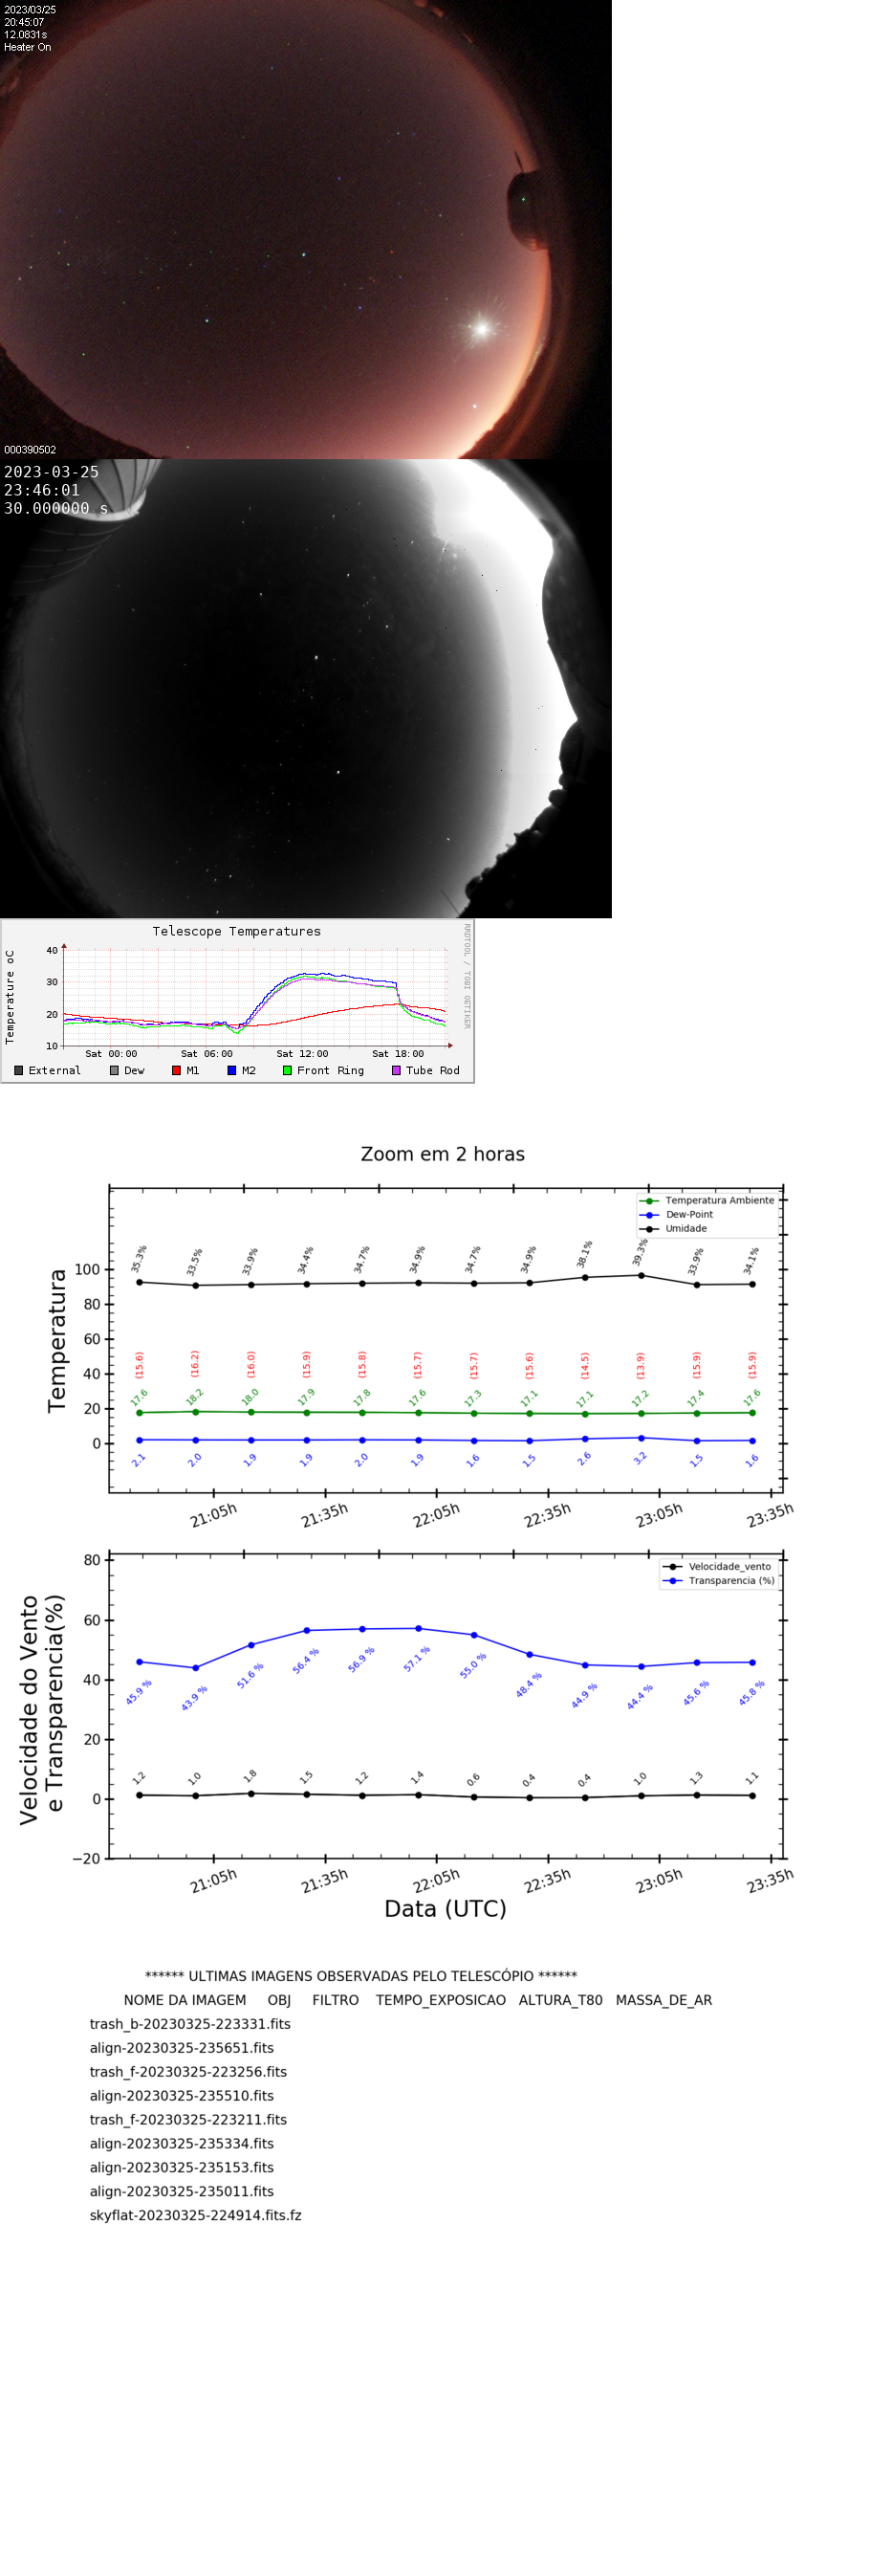 2023/03/25
20:45:07
12.0831s
Heater On
000390502
2023-03-25
23:46:01
30.000000 s
Telescope Temperatures
RRDTOOL / TOBI OETIKER
Temperature oC
40
30
20
10
Sat 00:00 Sat 06:00 Sat 12:00 Sat 18:00
External Dew M1 M2 Front Ring Tube Rod
Zoom em 2 horas
Temperatura Ambiente
Dew-Point
Umidade
Temperatura
100
80
60
40
20
0
35.3% 33.5% 33.9% 34.4% 34.7% 34.9% 34.7% 34.9% 38.1% 39.3% 33.9% 34.1%
(15.6) (16.2) (16.0) (15.9) (15.8) (15.7) (15.7) (15.6) (14.5) (13.9) (15.9) (15.9)
17.6 18.2 18.0 17.9 17.8 17.6 17.3 17.1 17.1 17.2 17.4 17.6
2.1 2.0 1.9 1.9 2.0 1.9 1.6 1.5 2.6 3.2 1.5 1.6
21:05h 21:35h 22:05h 22:35h 23:05h 23:35h
Velocidade_vento
Transparencia (%)
Velocidade do Vento
e Transparencia(%)
80
60
40
20
0
−20
45.9 % 43.9 % 51.6 % 56.4 % 56.9 % 57.1 % 55.0 % 48.4 % 44.9 % 44.4 % 45.6 % 45.8 %
1.2 1.0 1.8 1.5 1.2 1.4 0.6 0.4 0.4 1.0 1.3 1.1
21:05h 21:35h 22:05h 22:35h 23:05h 23:35h
Data (UTC)
****** ULTIMAS IMAGENS OBSERVADAS PELO TELESCÓPIO ******
NOME DA IMAGEM OBJ FILTRO TEMPO_EXPOSICAO ALTURA_T80 MASSA_DE_AR
trash_b-20230325-223331.fits
align-20230325-235651.fits
trash_f-20230325-223256.fits
align-20230325-235510.fits
trash_f-20230325-223211.fits
align-20230325-235334.fits
align-20230325-235153.fits
align-20230325-235011.fits
skyflat-20230325-224914.fits.fz